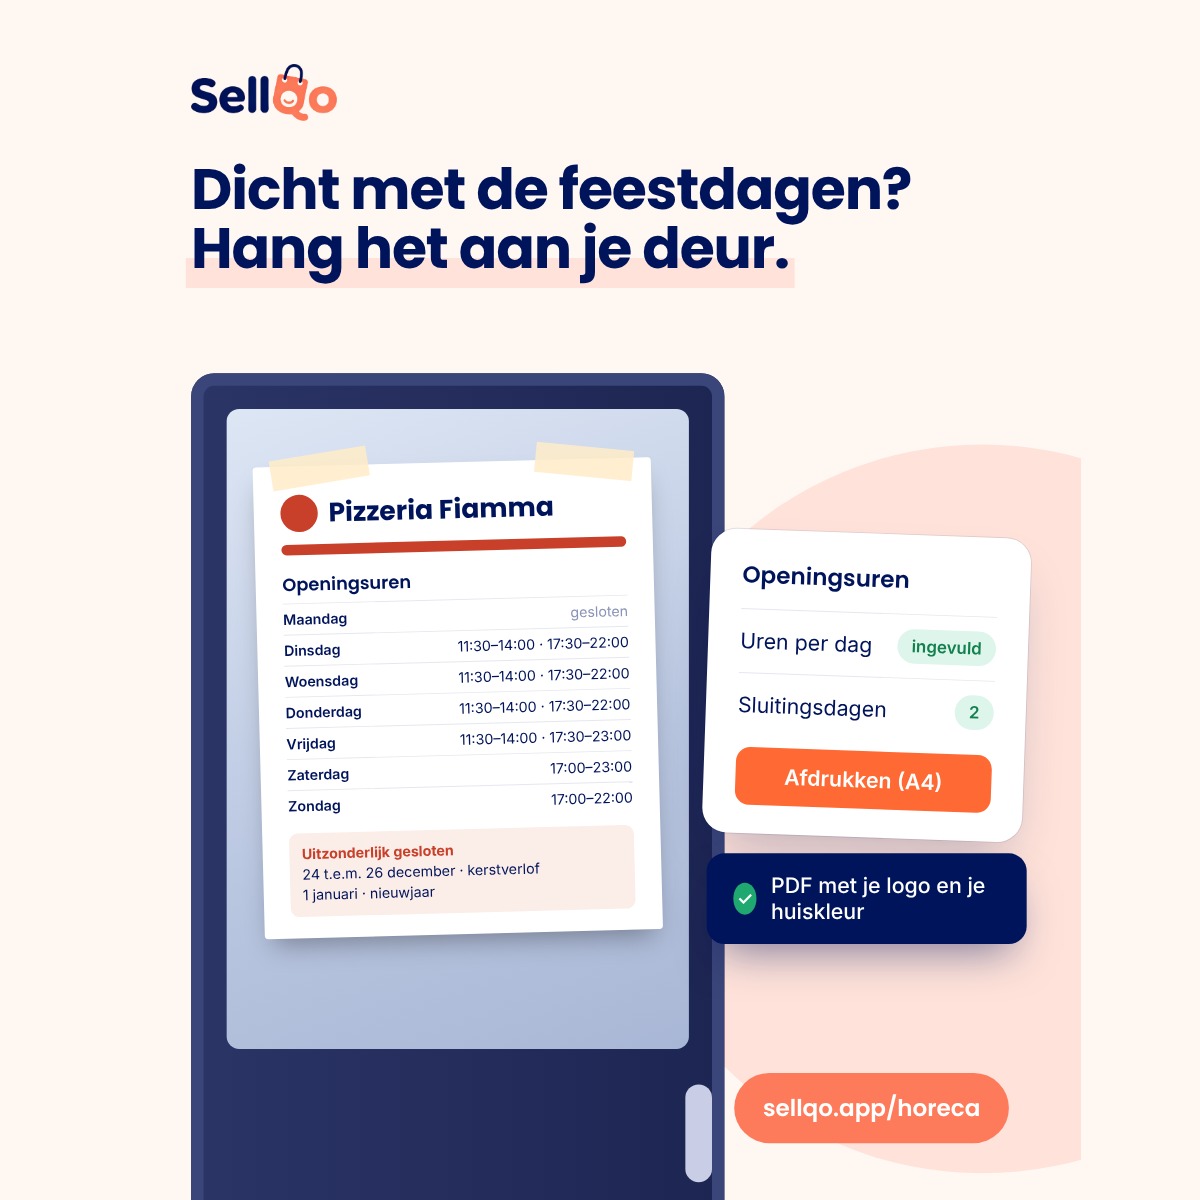 SellQo
Dicht met de feestdagen?
Hang het aan je deur.
Pizzeria Fiamma
Openingsuren
Maandag gesloten
Dinsdag 11:30–14:00 · 17:30–22:00
Woensdag 11:30–14:00 · 17:30–22:00
Donderdag 11:30–14:00 · 17:30–22:00
Vrijdag 11:30–14:00 · 17:30–23:00
Zaterdag 17:00–23:00
Zondag 17:00–22:00
Uitzonderlijk gesloten
24 t.e.m. 26 december · kerstverlof
1 januari · nieuwjaar
Openingsuren
Uren per dag ingevuld
Sluitingsdagen 2
Afdrukken (A4)
PDF met je logo en je
huiskleur
sellqo.app/horeca